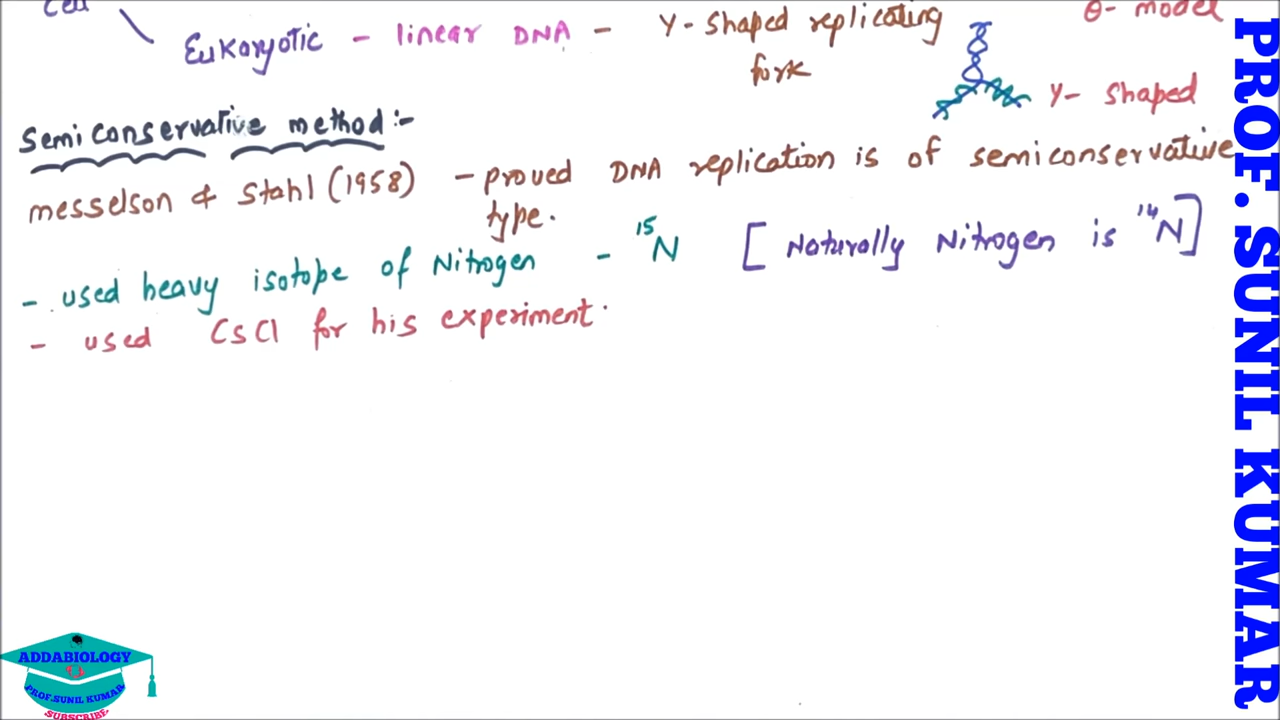 Cell
Eukaryotic - linear DNA - Y-Shaped replicating fork
θ- model
Y- Shaped
Semiconservative method:-
messelson & Stahl (1958) - proved DNA replication is of semiconservative type.
- used heavy isotope of Nitrogen - ¹⁵N [Naturally Nitrogen is ¹⁴N]
- used CsCl for his experiment.
PROF. SUNIL KUMAR
ADDABIOLOGY
PROF.SUNIL KUMAR
SUBSCRIBE